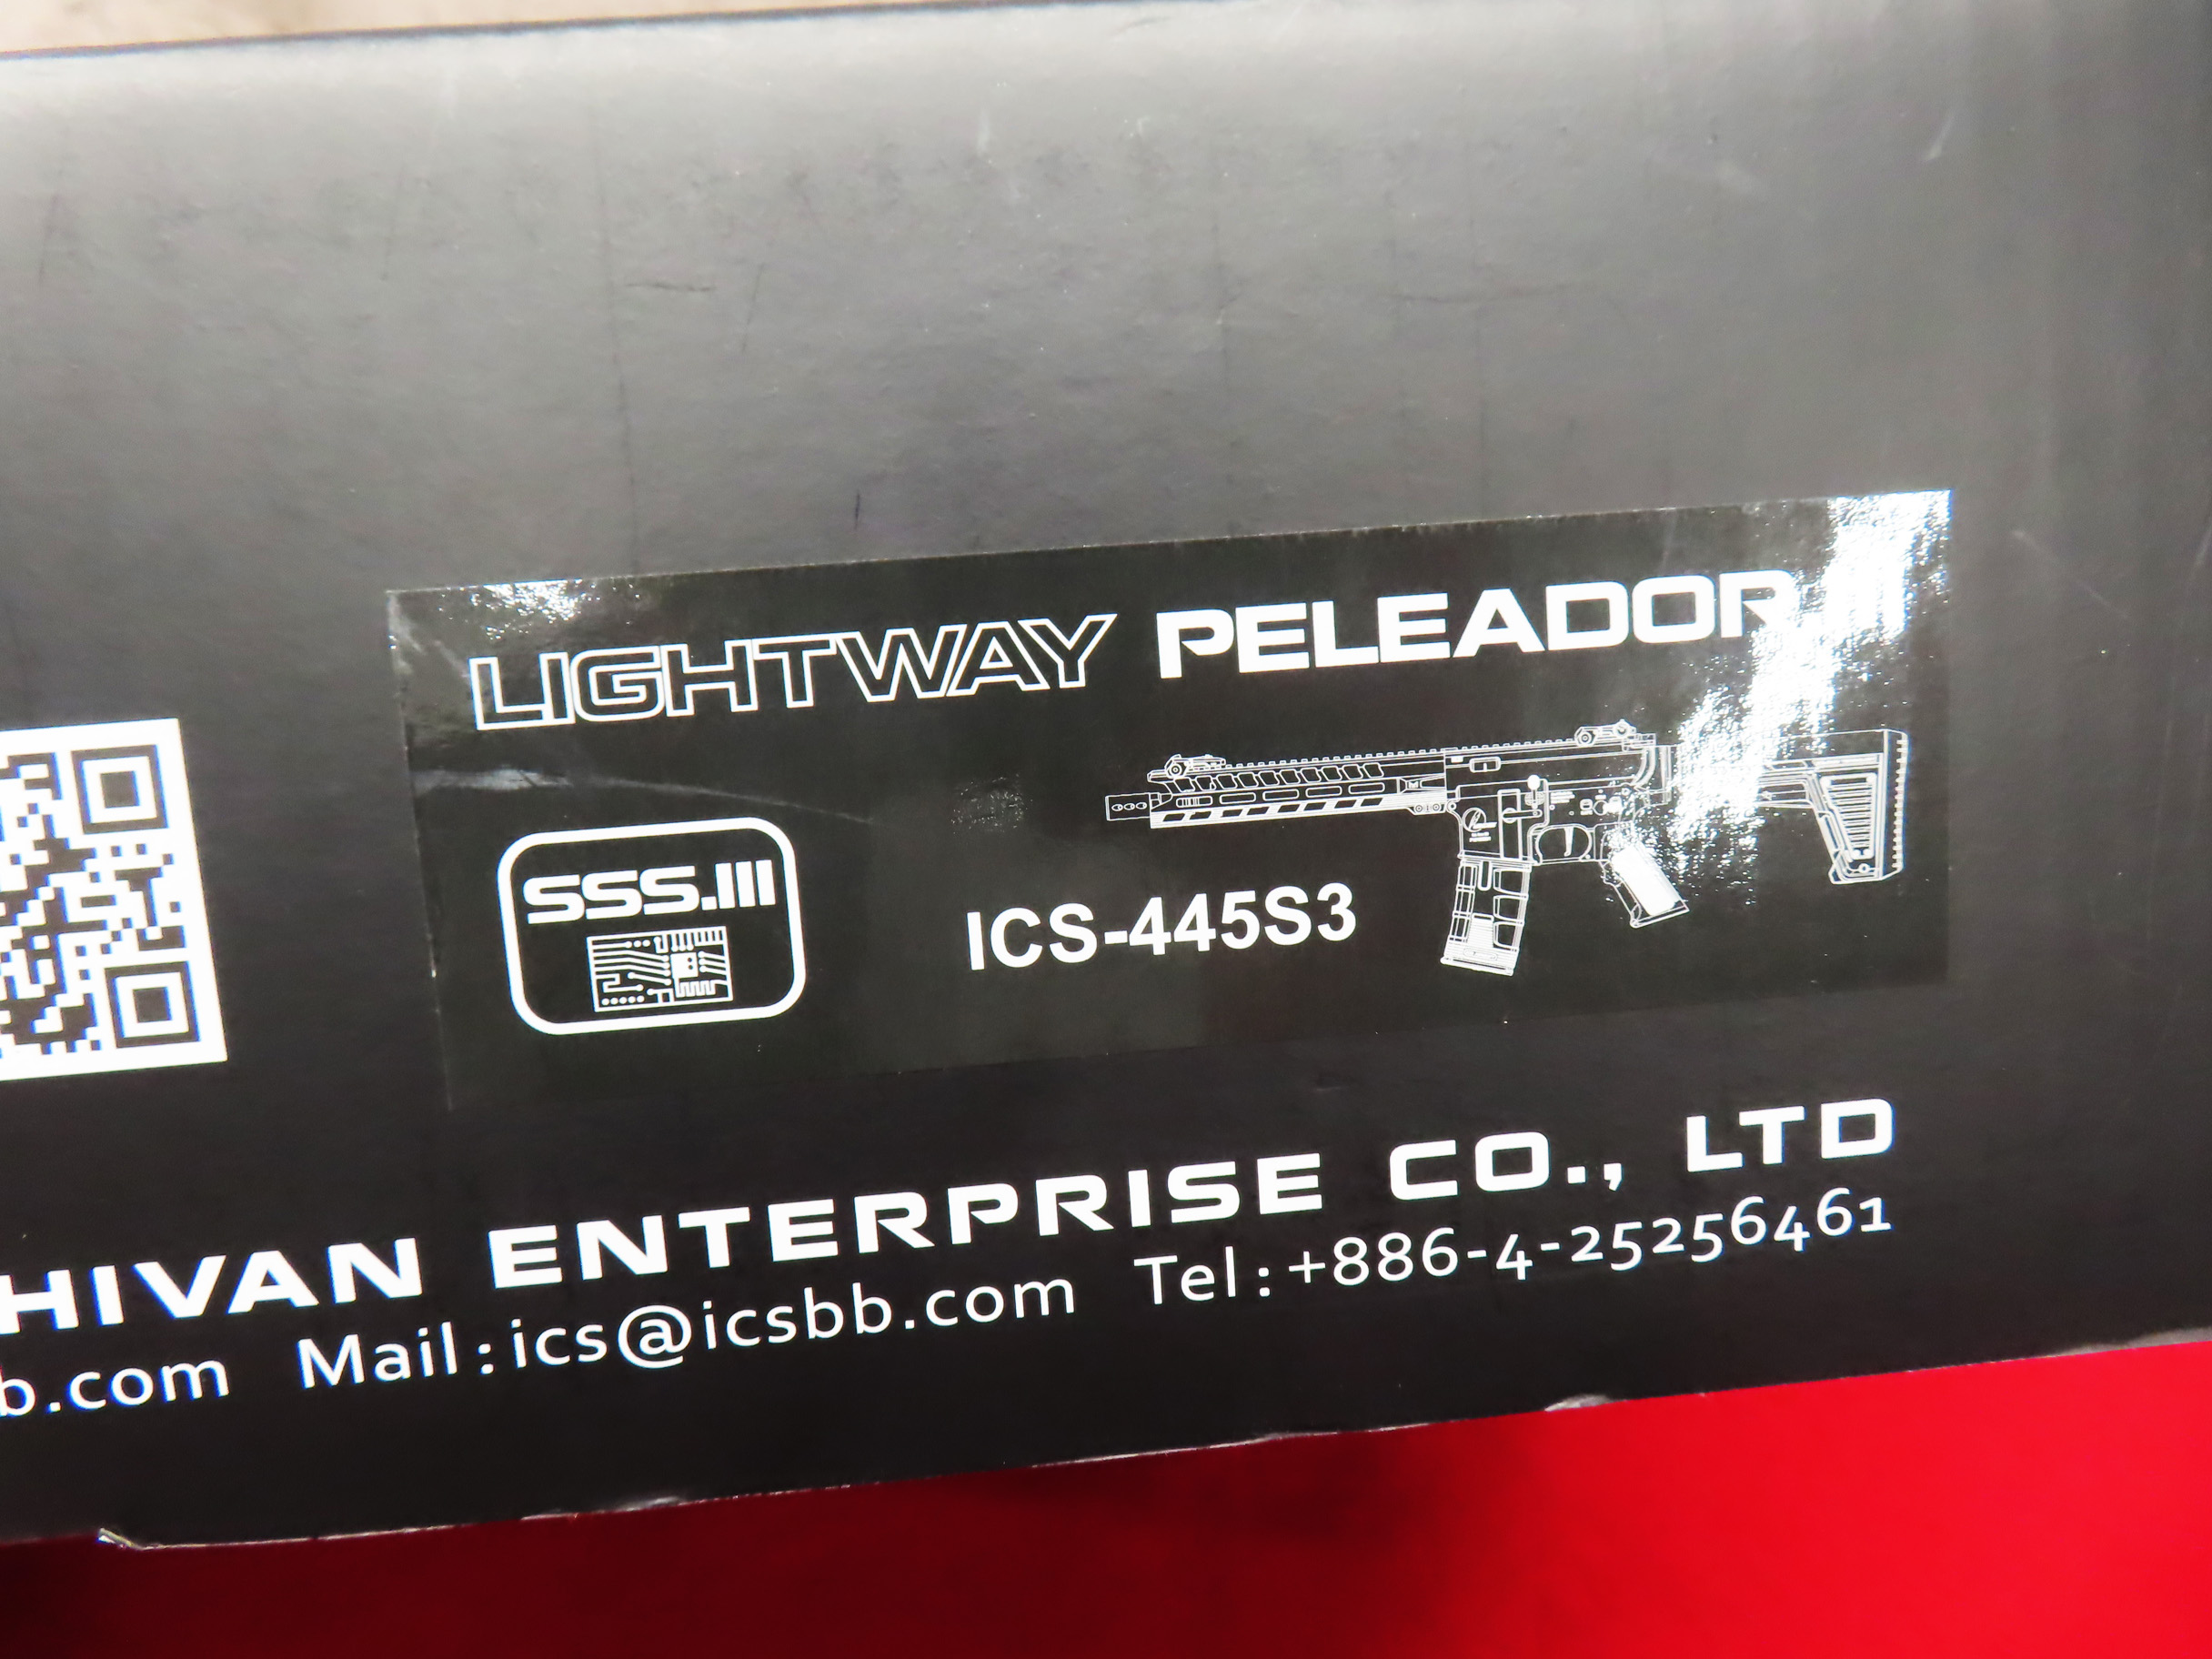 LIGHTWAY PELEADOR III
SSS.III
ICS-445S3
HIVAN ENTERPRISE CO., LTD
b.com Mail:ics@icsbb.com Tel:+886-4-25256461